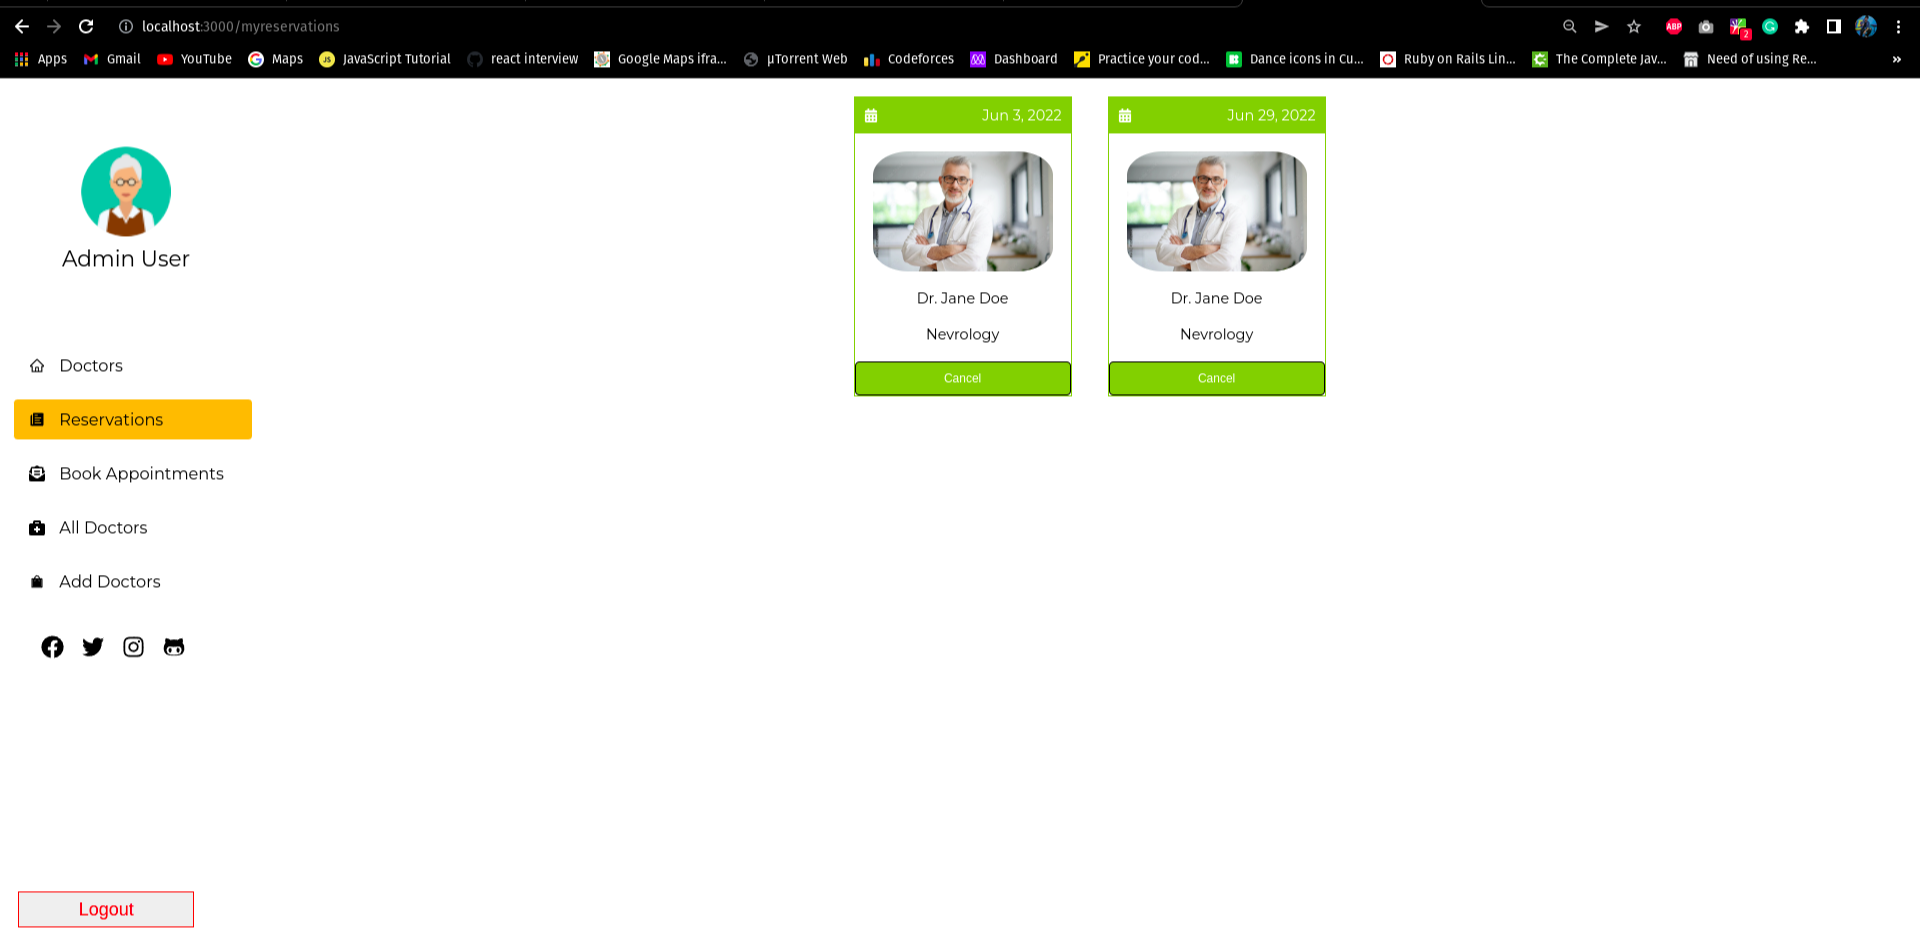 localhost:3000/myreservations
ABP
2
Apps Gmail YouTube Maps JS JavaScript Tutorial react interview Google Maps ifra... µTorrent Web Codeforces Dashboard Practice your cod... Dance icons in Cu... Ruby on Rails Lin... The Complete Jav... Need of using Re... »
Admin User
Doctors
Reservations
Book Appointments
All Doctors
Add Doctors
Logout
Jun 3, 2022
Dr. Jane Doe
Nevrology
Cancel
Jun 29, 2022
Dr. Jane Doe
Nevrology
Cancel